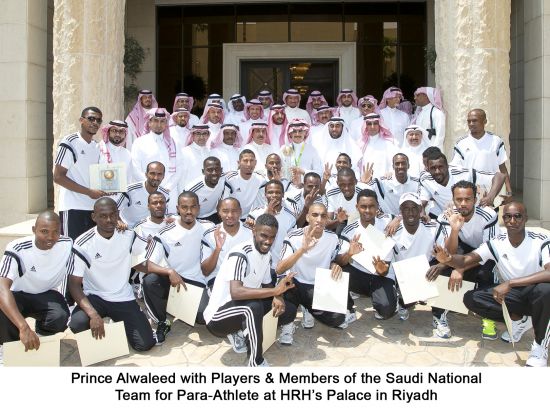 Prince Alwaleed with Players & Members of the Saudi National
Team for Para-Athlete at HRH's Palace in Riyadh